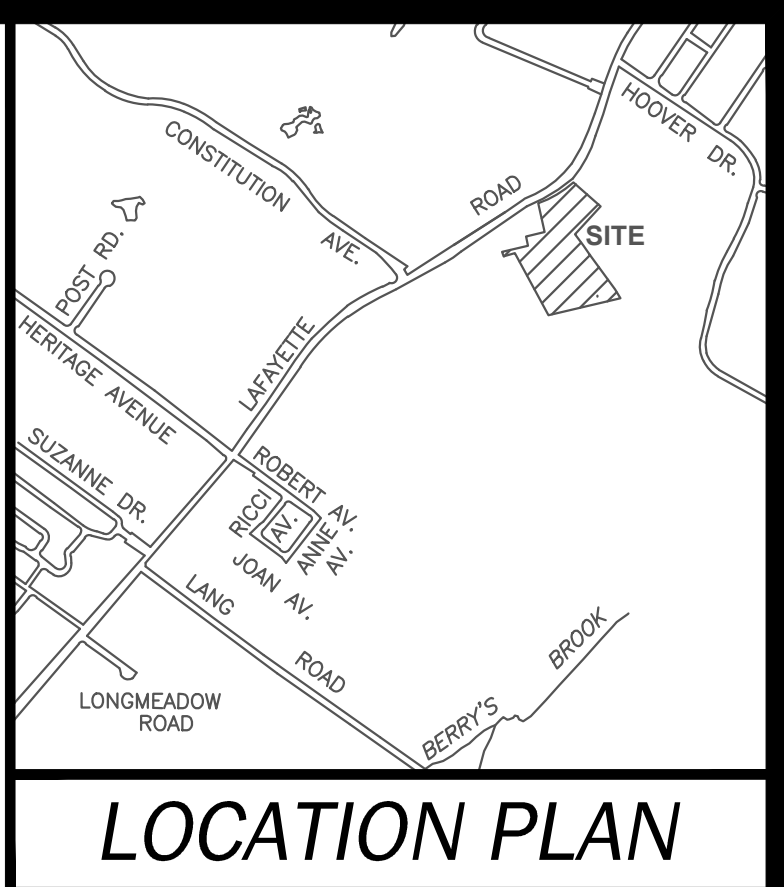 HOOVER DR.
CONSTITUTION AVE.
ROAD
SITE
POST RD.
LAFAYETTE
HERITAGE AVENUE
SUZANNE DR.
ROBERT AV.
RICCI
AV.
ANNE
AV.
JOAN AV.
LANG ROAD
BROOK
BERRY'S
LONGMEADOW
ROAD
LOCATION PLAN